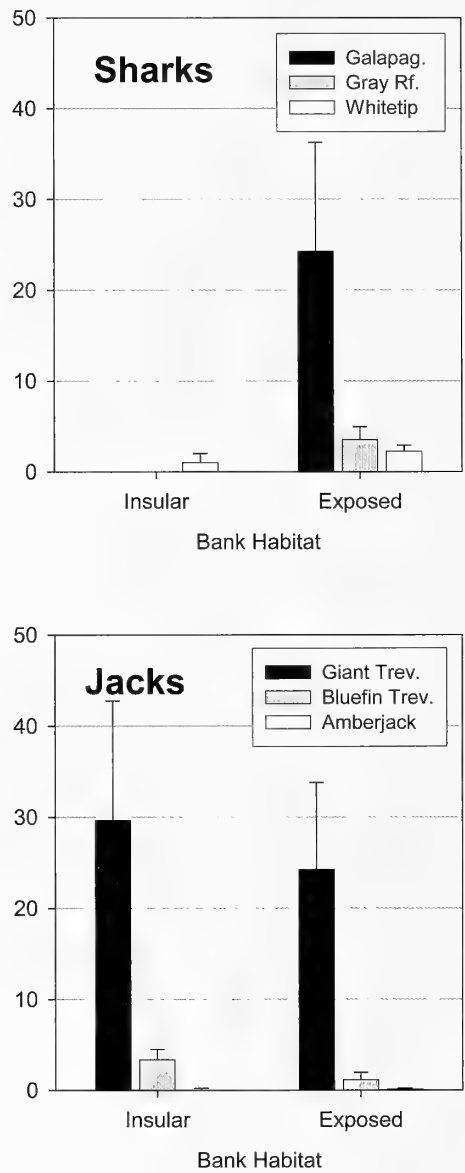 50
40
30
20
10
0
Sharks
Galapag.
Gray Rf.
Whitetip
Insular Exposed
Bank Habitat
50
40
30
20
10
0
Jacks
Giant Trev.
Bluefin Trev.
Amberjack
Insular Exposed
Bank Habitat